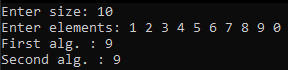 Enter size: 10
Enter elements: 1 2 3 4 5 6 7 8 9 0
First alg. : 9
Second alg. : 9